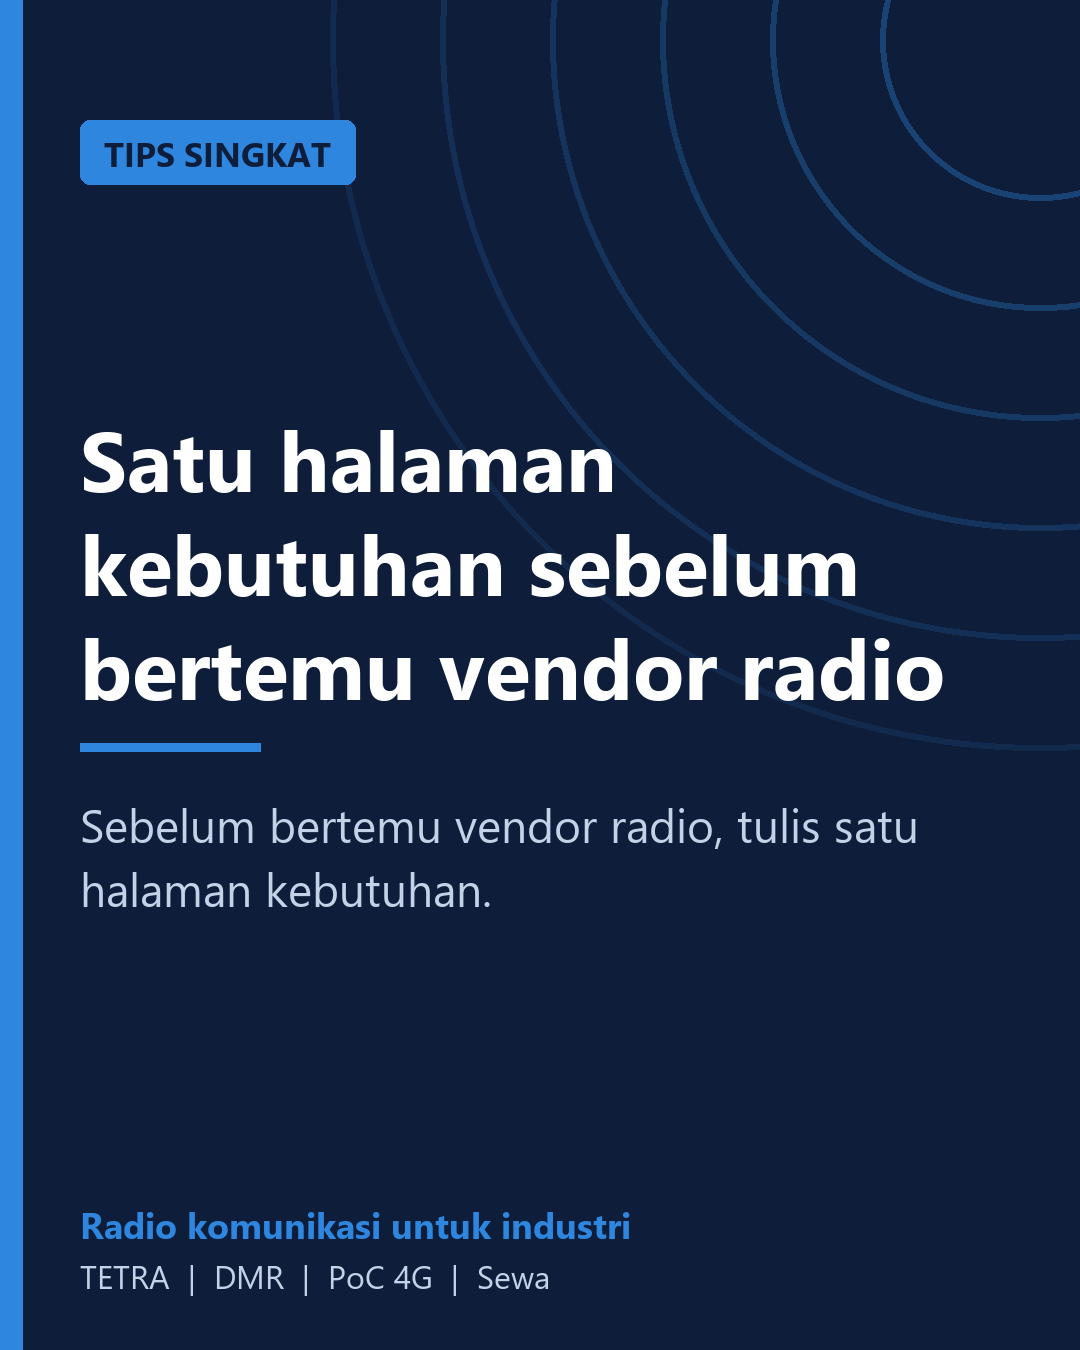 TIPS SINGKAT
Satu halaman
kebutuhan sebelum
bertemu vendor radio
Sebelum bertemu vendor radio, tulis satu
halaman kebutuhan.
Radio komunikasi untuk industri
TETRA | DMR | PoC 4G | Sewa